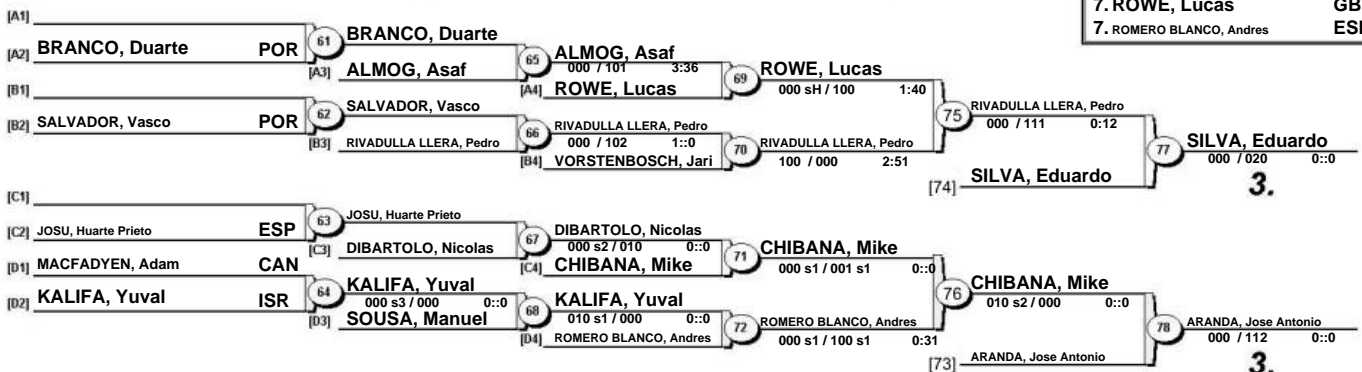 7. ROWE, Lucas GB
7. ROMERO BLANCO, Andres ESP
[A1]
[A2] BRANCO, Duarte POR
61
BRANCO, Duarte
[A3] ALMOG, Asaf
65
ALMOG, Asaf
000 / 101 3:36
[A4] ROWE, Lucas
69
ROWE, Lucas
000 sH / 100 1:40
[B1]
[B2] SALVADOR, Vasco POR
62
SALVADOR, Vasco
[B3] RIVADULLA LLERA, Pedro
66
RIVADULLA LLERA, Pedro
000 / 102 1::0
[B4] VORSTENBOSCH, Jari
70
RIVADULLA LLERA, Pedro
100 / 000 2:51
75
RIVADULLA LLERA, Pedro
000 / 111 0:12
[74] SILVA, Eduardo
77
SILVA, Eduardo
000 / 020 0::0
3.
[C1]
[C2] JOSU, Huarte Prieto ESP
63
JOSU, Huarte Prieto
[C3] DIBARTOLO, Nicolas
67
DIBARTOLO, Nicolas
000 s2 / 010 0::0
[C4] CHIBANA, Mike
71
CHIBANA, Mike
000 s1 / 001 s1 0::0
[D1] MACFADYEN, Adam CAN
[D2] KALIFA, Yuval ISR
64
KALIFA, Yuval
000 s3 / 000 0::0
[D3] SOUSA, Manuel
68
KALIFA, Yuval
010 s1 / 000 0::0
[D4] ROMERO BLANCO, Andres
72
ROMERO BLANCO, Andres
000 s1 / 100 s1 0:31
76
CHIBANA, Mike
010 s2 / 000 0::0
[73] ARANDA, Jose Antonio
78
ARANDA, Jose Antonio
000 / 112 0::0
3.